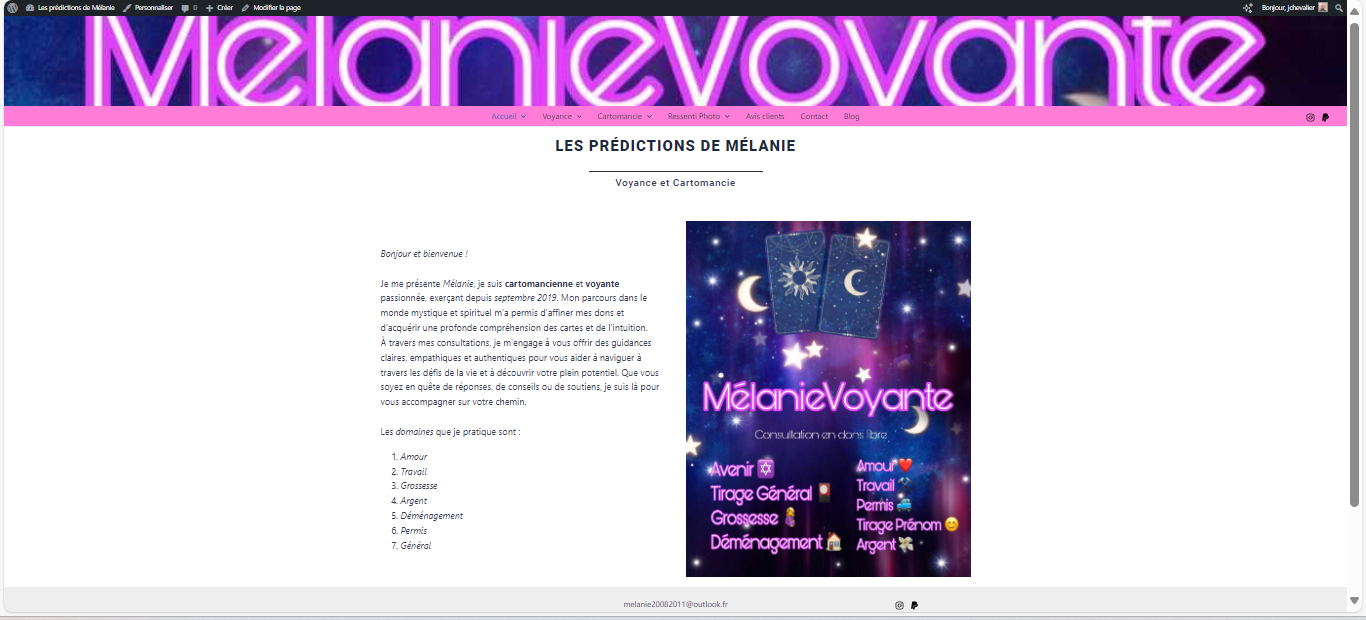 Les prédictions de Mélanie Personnaliser 0 Créer Modifier la page Bonjour, jchevalier
MélanieVoyante
Accueil Voyance Cartomancie Ressenti Photo Avis clients Contact Blog
LES PRÉDICTIONS DE MÉLANIE
Voyance et Cartomancie
Bonjour et bienvenue !
Je me présente Mélanie, je suis cartomancienne et voyante
passionnée, exerçant depuis septembre 2019. Mon parcours dans le
monde mystique et spirituel m'a permis d'affiner mes dons et
d'acquérir une profonde compréhension des cartes et de l'intuition.
À travers mes consultations, je m'engage à vous offrir des guidances
claires, empathiques et authentiques pour vous aider à naviguer à
travers les défis de la vie et à découvrir votre plein potentiel. Que vous
soyez en quête de réponses, de conseils ou de soutiens, je suis là pour
vous accompagner sur votre chemin.
Les domaines que je pratique sont :
1. Amour
2. Travail
3. Grossesse
4. Argent
5. Déménagement
6. Permis
7. Général
MélanieVoyante
Consultation en dons libre
Avenir 🔯
Tirage Général 🎴
Grossesse 🤰
Déménagement 🏠
Amour ❤️
Travail ⚒️
Permis 🚙
Tirage Prénom 😊
Argent 💸
melanie20082011@outlook.fr